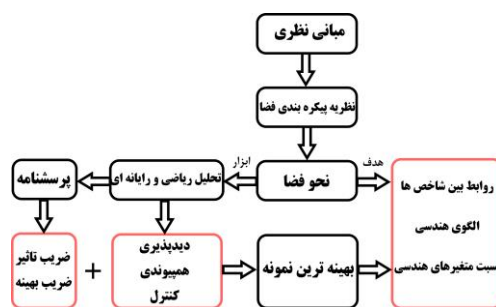 مبانی نظری
نظریه پیکره بندی فضا
هدف
نحو فضا
ابزار
تحلیل ریاضی و رایانه ای
پرسشنامه
روابط بین شاخص ها
الگوی هندسی
نسبت متغیرهای هندسی
ضریب تاثیر
ضریب بهینه
+
دیدپذیری
همپیوندی
کنترل
بهینه ترین نمونه